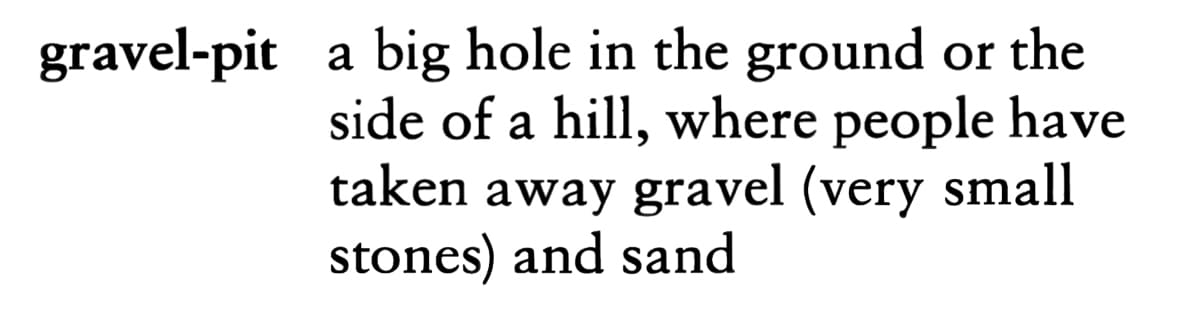 gravel-pit a big hole in the ground or the
side of a hill, where people have
taken away gravel (very small
stones) and sand